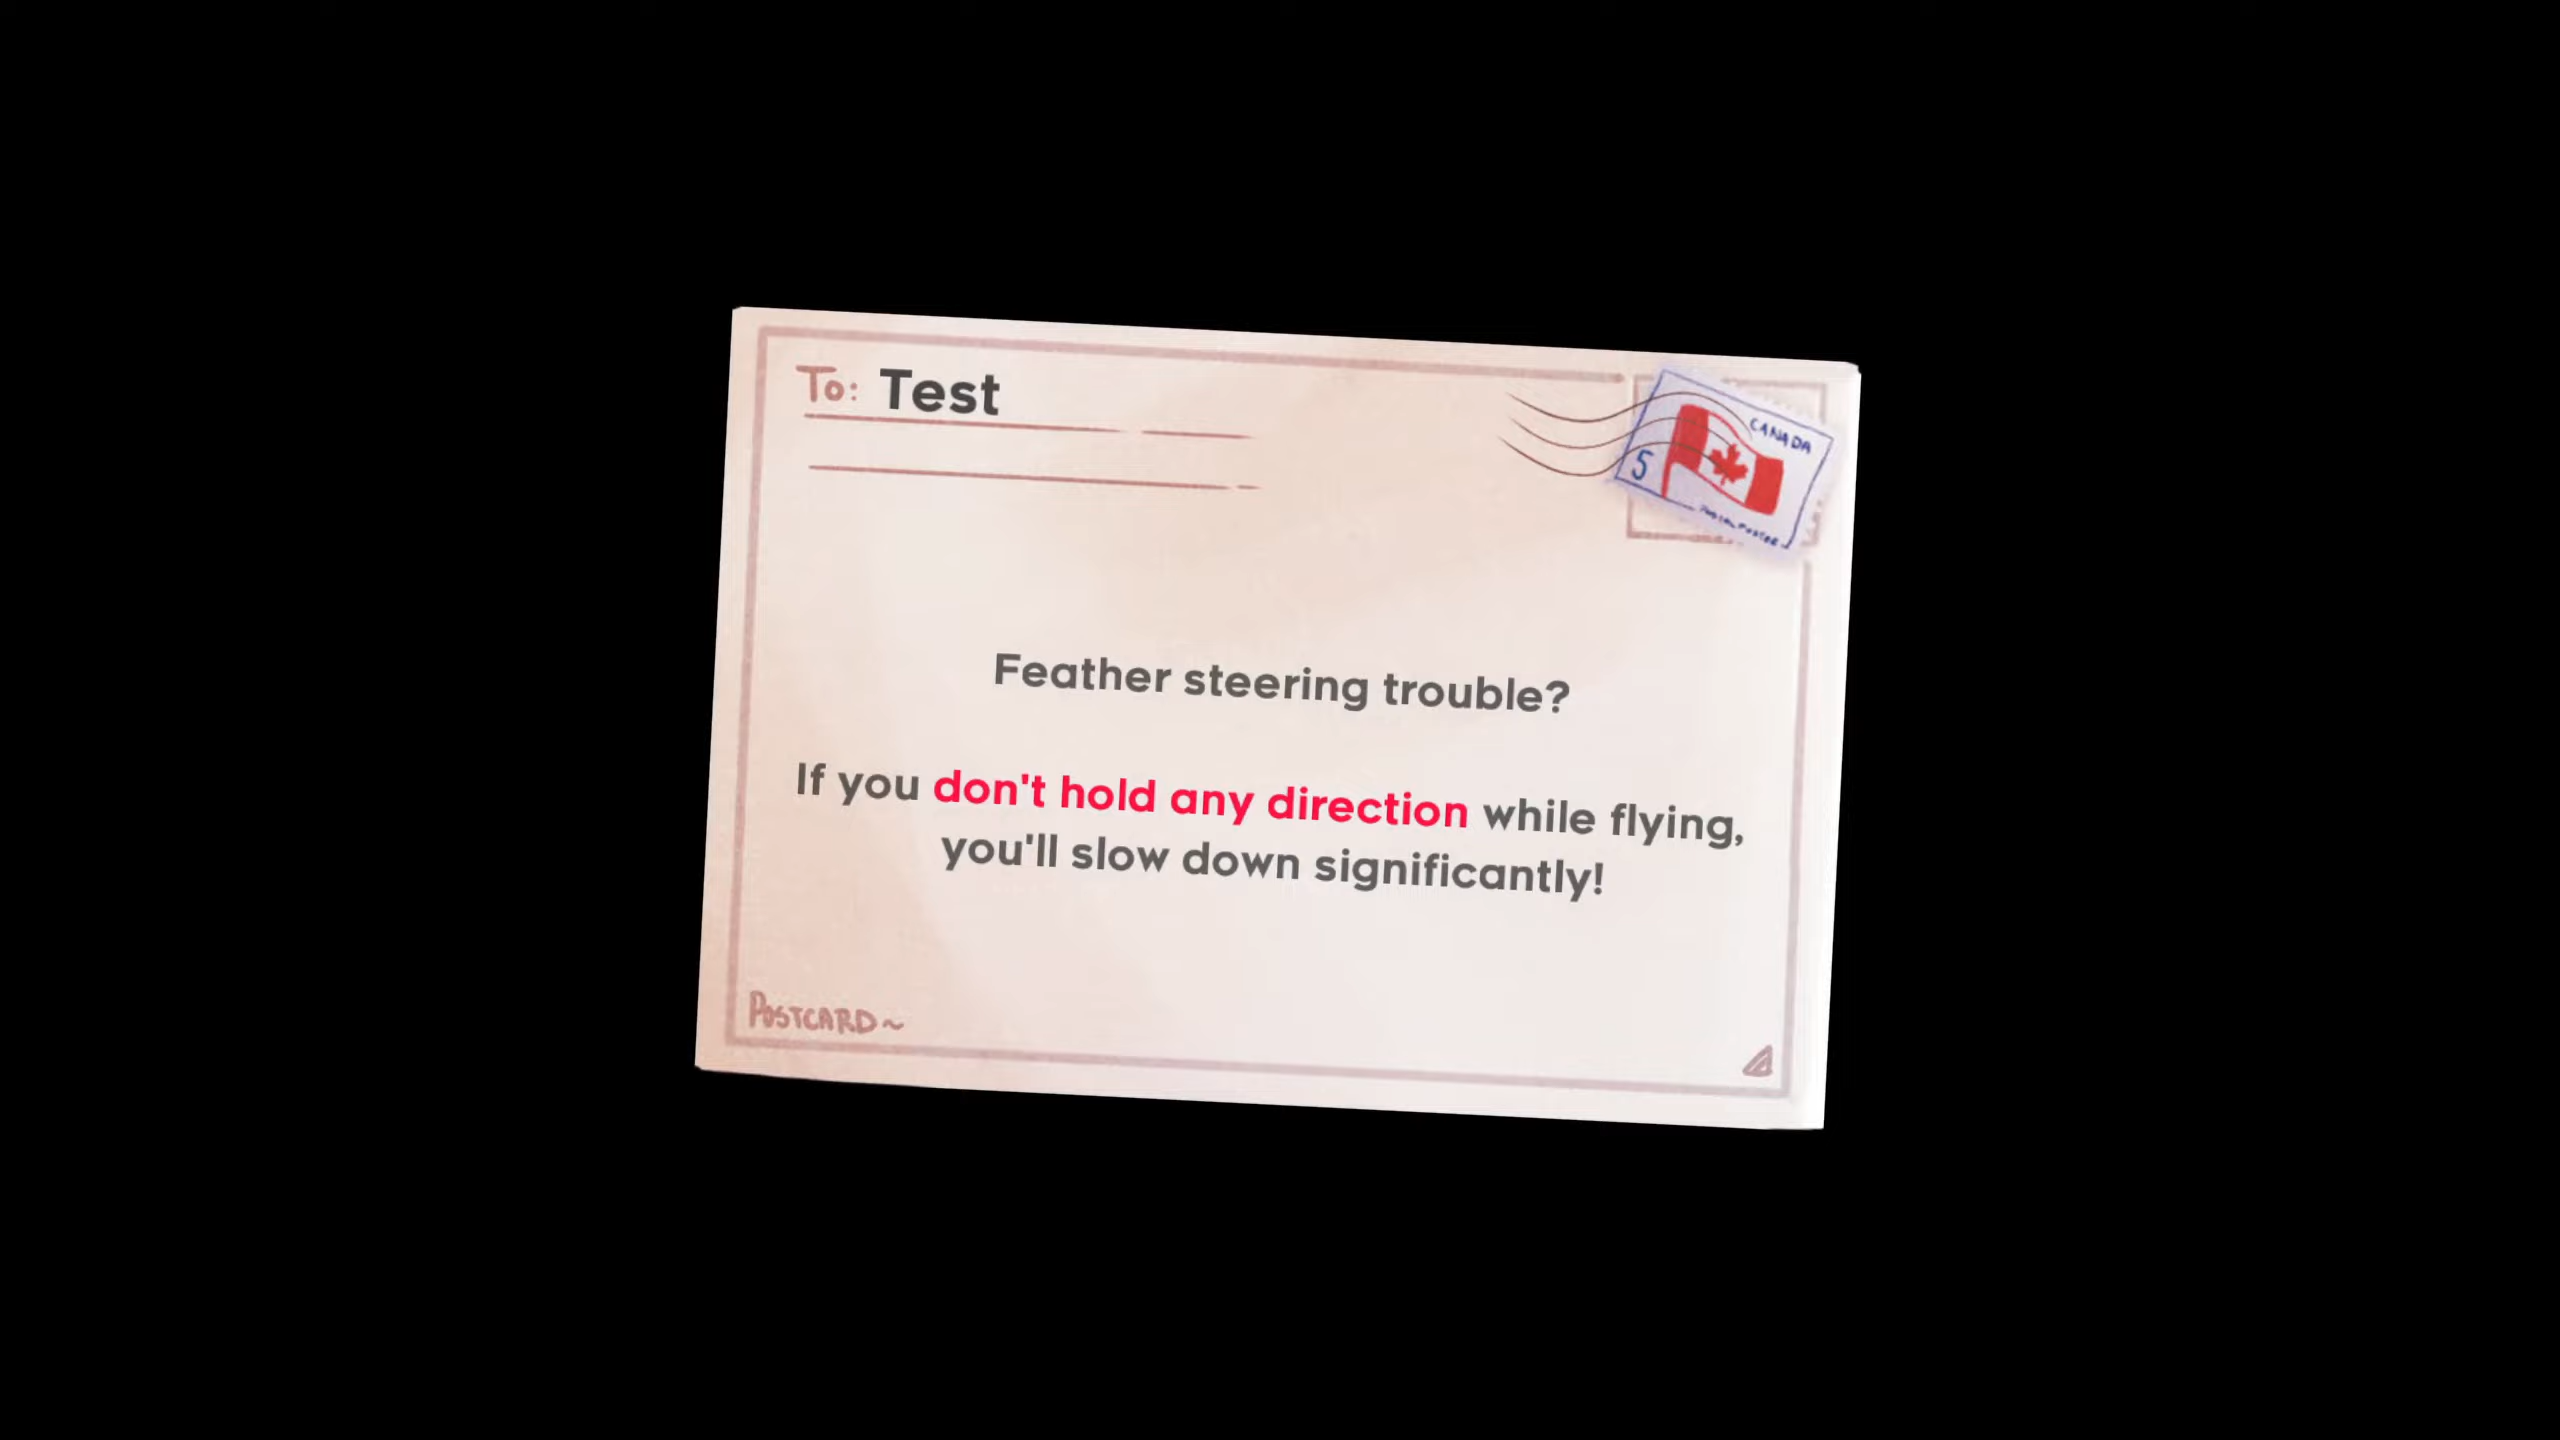 To: Test
CANADA
5
Feather steering trouble?
If you don't hold any direction while flying,
you'll slow down significantly!
POSTCARD~